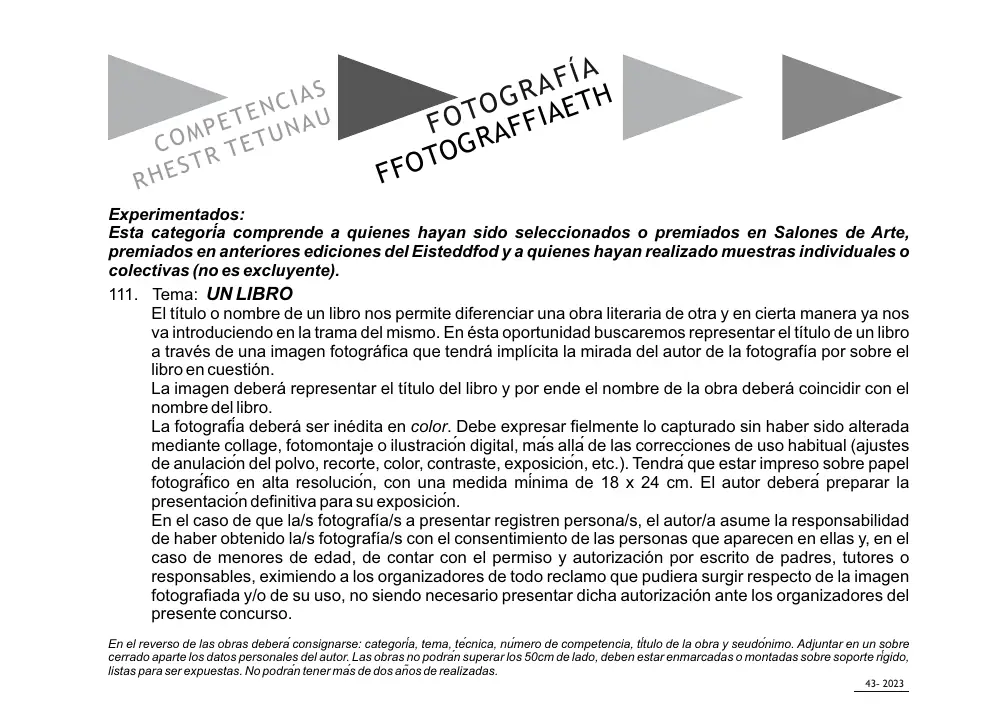 COMPETENCIAS
RHESTR TETUNAU
FOTOGRAFÍA
FFOTOGRAFFIAETH
Experimentados:
Esta categoría comprende a quienes hayan sido seleccionados o premiados en Salones de Arte,
premiados en anteriores ediciones del Eisteddfod y a quienes hayan realizado muestras individuales o
colectivas (no es excluyente).
111. Tema: UN LIBRO
El título o nombre de un libro nos permite diferenciar una obra literaria de otra y en cierta manera ya nos
va introduciendo en la trama del mismo. En ésta oportunidad buscaremos representar el título de un libro
a través de una imagen fotográfica que tendrá implícita la mirada del autor de la fotografía por sobre el
libro en cuestión.
La imagen deberá representar el título del libro y por ende el nombre de la obra deberá coincidir con el
nombre del libro.
La fotografía deberá ser inédita en color. Debe expresar fielmente lo capturado sin haber sido alterada
mediante collage, fotomontaje o ilustración digital, más allá de las correcciones de uso habitual (ajustes
de anulación del polvo, recorte, color, contraste, exposición, etc.). Tendrá que estar impreso sobre papel
fotográfico en alta resolución, con una medida mínima de 18 x 24 cm. El autor deberá preparar la
presentación definitiva para su exposición.
En el caso de que la/s fotografía/s a presentar registren persona/s, el autor/a asume la responsabilidad
de haber obtenido la/s fotografía/s con el consentimiento de las personas que aparecen en ellas y, en el
caso de menores de edad, de contar con el permiso y autorización por escrito de padres, tutores o
responsables, eximiendo a los organizadores de todo reclamo que pudiera surgir respecto de la imagen
fotografiada y/o de su uso, no siendo necesario presentar dicha autorización ante los organizadores del
presente concurso.
En el reverso de las obras deberá consignarse: categoría, tema, técnica, número de competencia, título de la obra y seudónimo. Adjuntar en un sobre
cerrado aparte los datos personales del autor. Las obras no podrán superar los 50cm de lado, deben estar enmarcadas o montadas sobre soporte rígido,
listas para ser expuestas. No podrán tener más de dos años de realizadas.
43- 2023